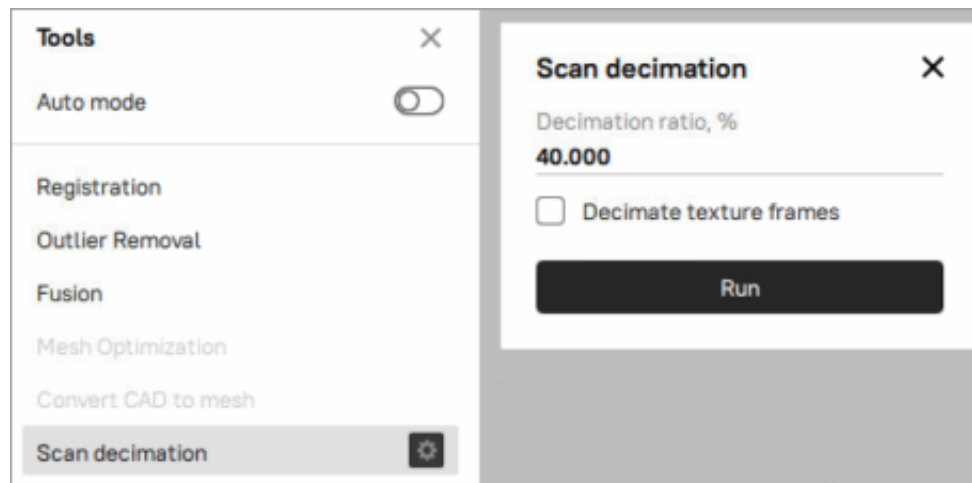 Tools
Auto mode
Registration
Outlier Removal
Fusion
Mesh Optimization
Convert CAD to mesh
Scan decimation
Scan decimation
Decimation ratio, %
40.000
Decimate texture frames
Run